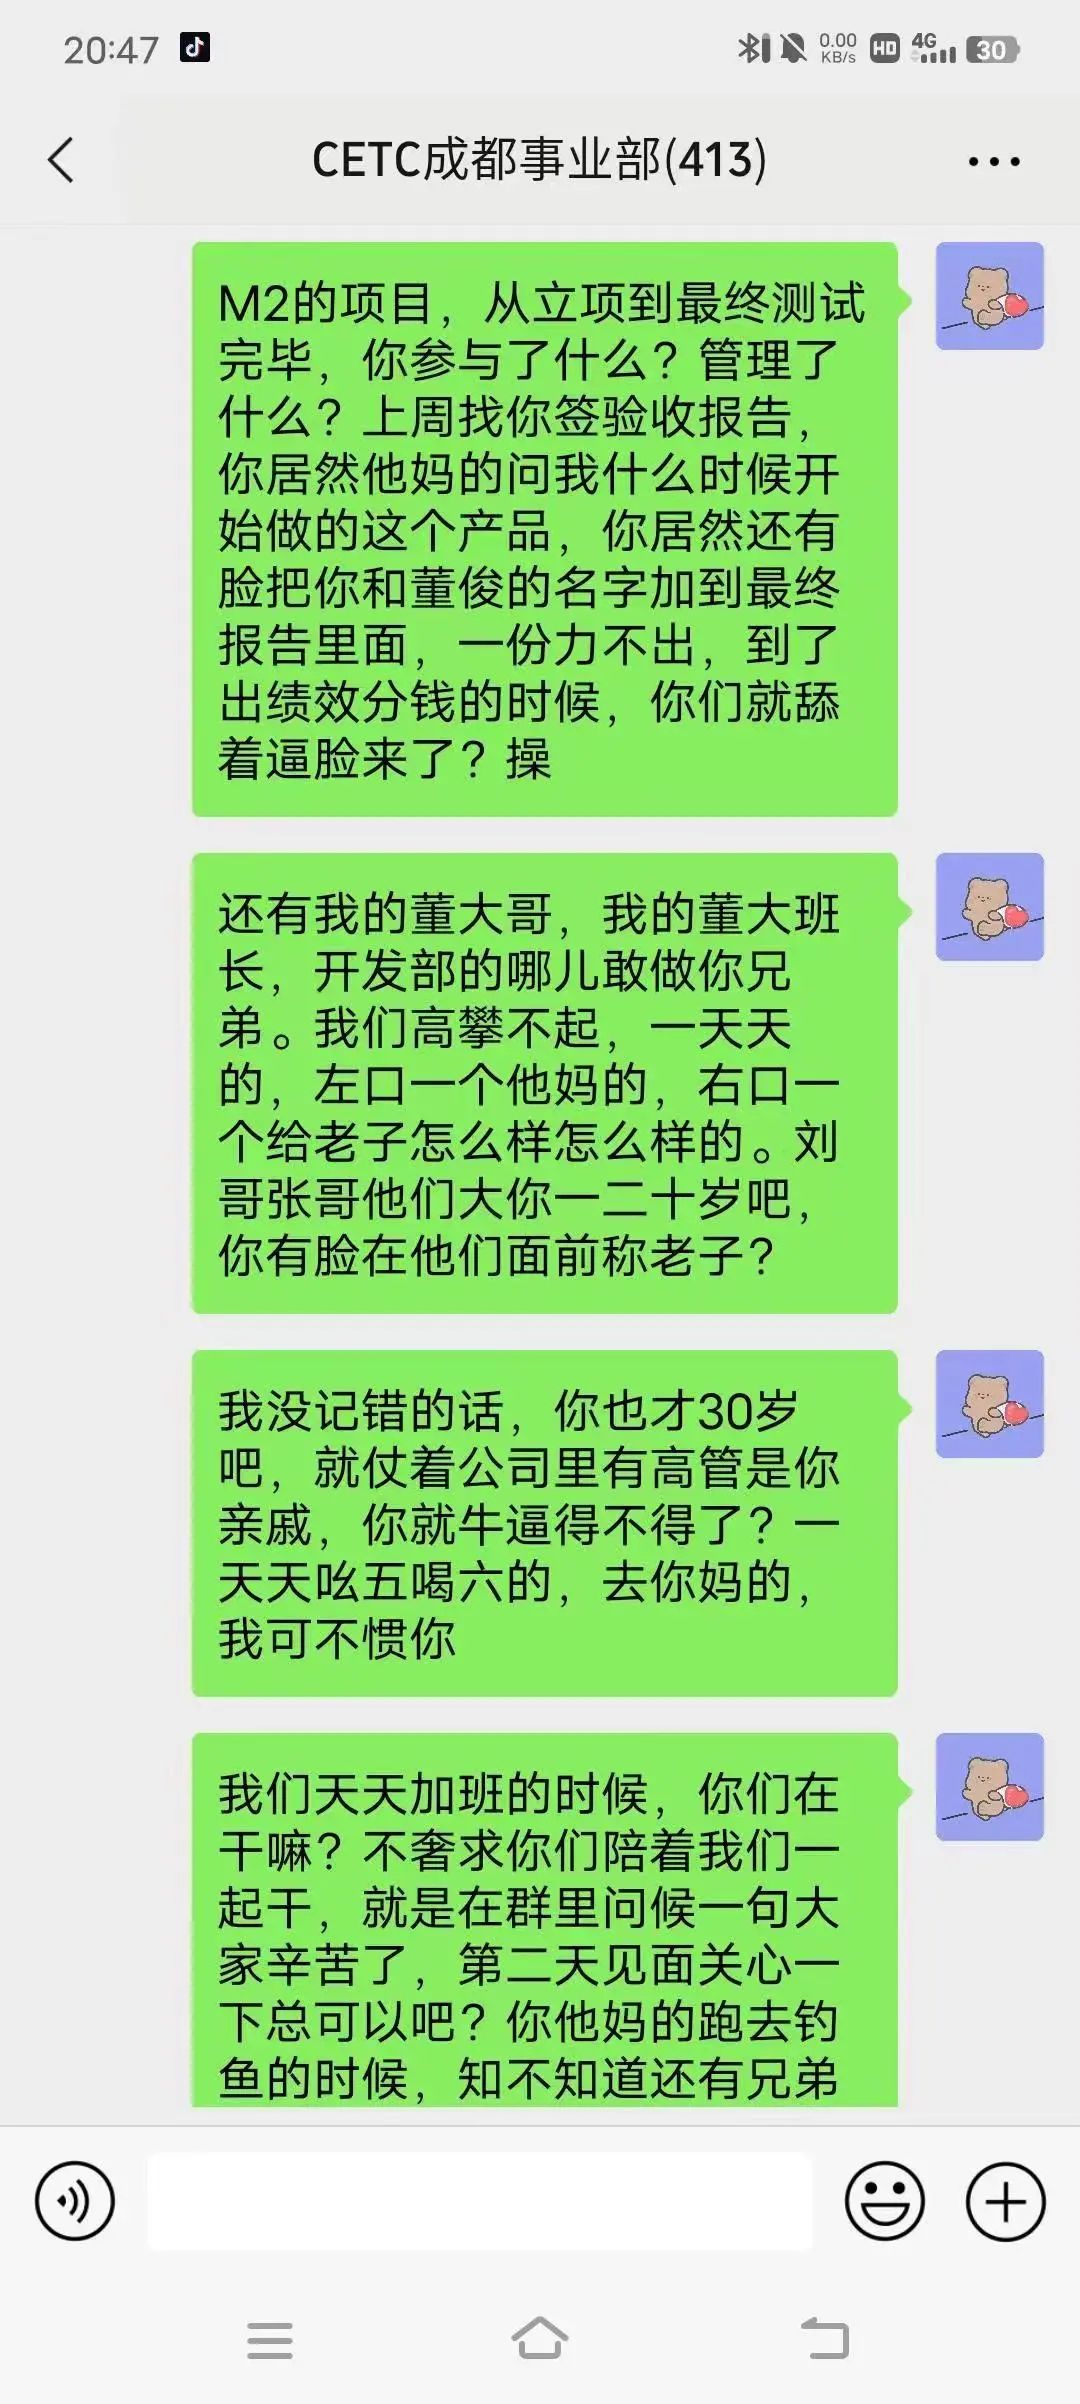 20:47
0.00
KB/s
HD
4G
30
CETC成都事业部(413)
M2的项目，从立项到最终测试
完毕，你参与了什么？管理了
什么？上周找你签验收报告，
你居然他妈的问我什么时候开
始做的这个产品，你居然还有
脸把你和董俊的名字加到最终
报告里面，一份力不出，到了
出绩效分钱的时候，你们就舔
着逼脸来了？操
还有我的董大哥，我的董大班
长，开发部的哪儿敢做你兄
弟。我们高攀不起，一天天
的，左口一个他妈的，右口一
个给老子怎么样怎么样的。刘
哥张哥他们大你一二十岁吧，
你有脸在他们面前称老子？
我没记错的话，你也才30岁
吧，就仗着公司里有高管是你
亲戚，你就牛逼得不得了？一
天天吆五喝六的，去你妈的，
我可不惯你
我们天天加班的时候，你们在
干嘛？不奢求你们陪着我们一
起干，就是在群里问候一句大
家辛苦了，第二天见面关心一
下总可以吧？你他妈的跑去钓
鱼的时候，知不知道还有兄弟